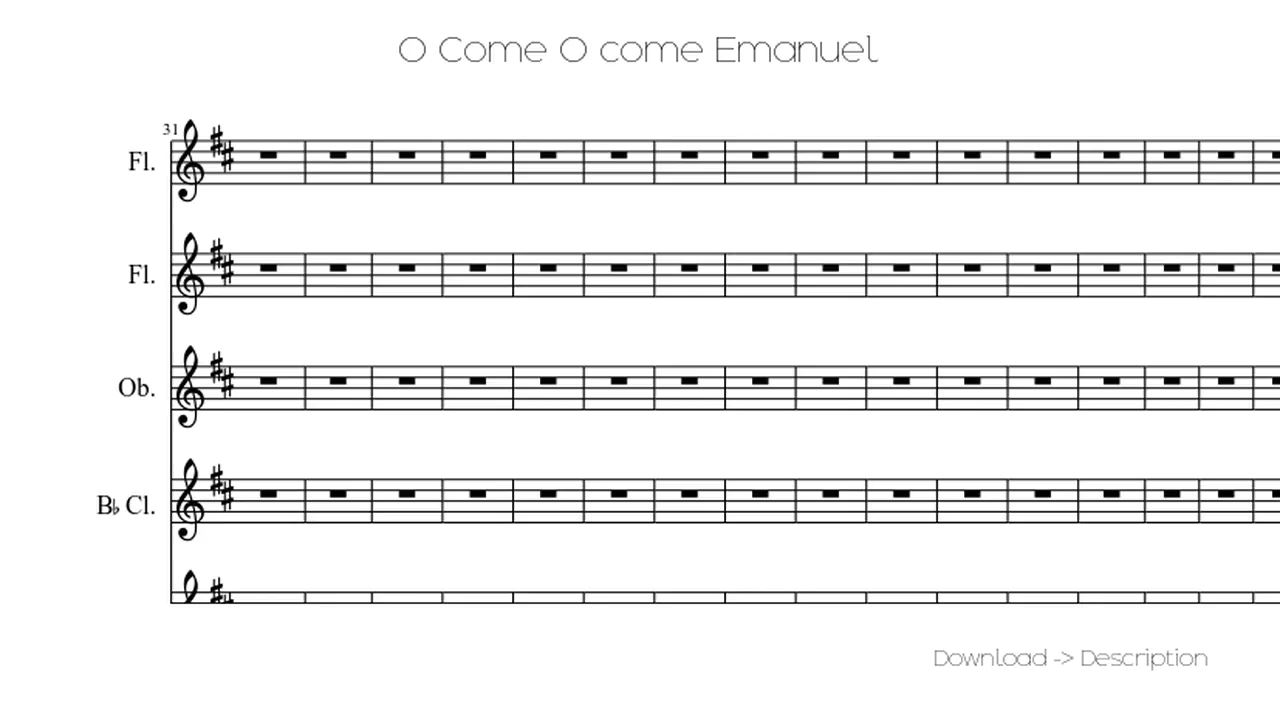 O Come O come Emanuel
31
Fl.
Fl.
Ob.
B♭ Cl.
Download -> Description